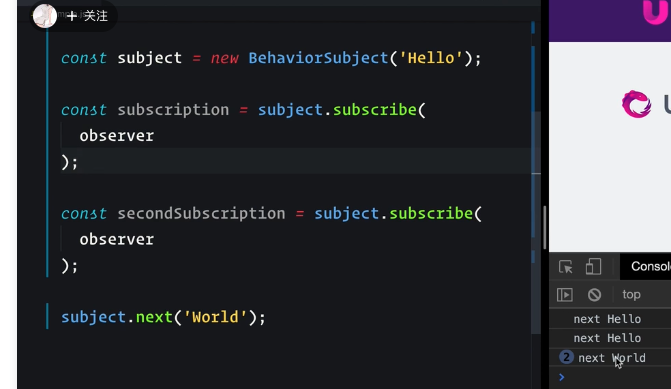 + 关注
const subject = new BehaviorSubject('Hello');
const subscription = subject.subscribe(
observer
);
const secondSubscription = subject.subscribe(
observer
);
subject.next('World');
U
U
Consol
top
next Hello
next Hello
2 next World
>